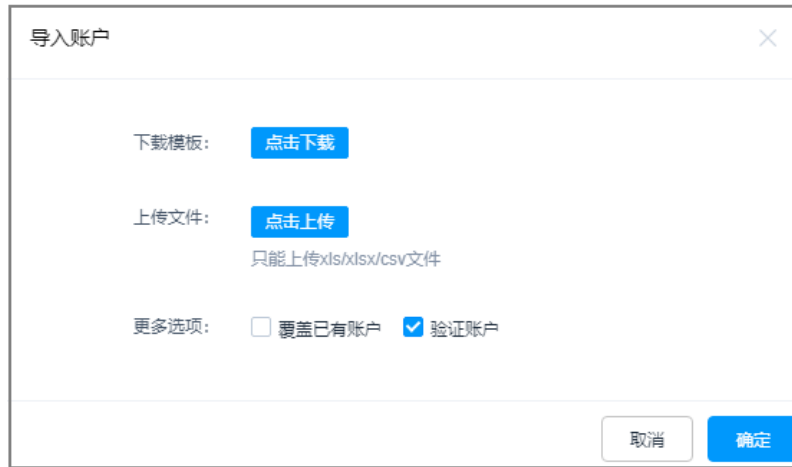 导入账户
下载模板： 点击下载
上传文件： 点击上传
只能上传xls/xlsx/csv文件
更多选项： 覆盖已有账户 验证账户
取消 确定